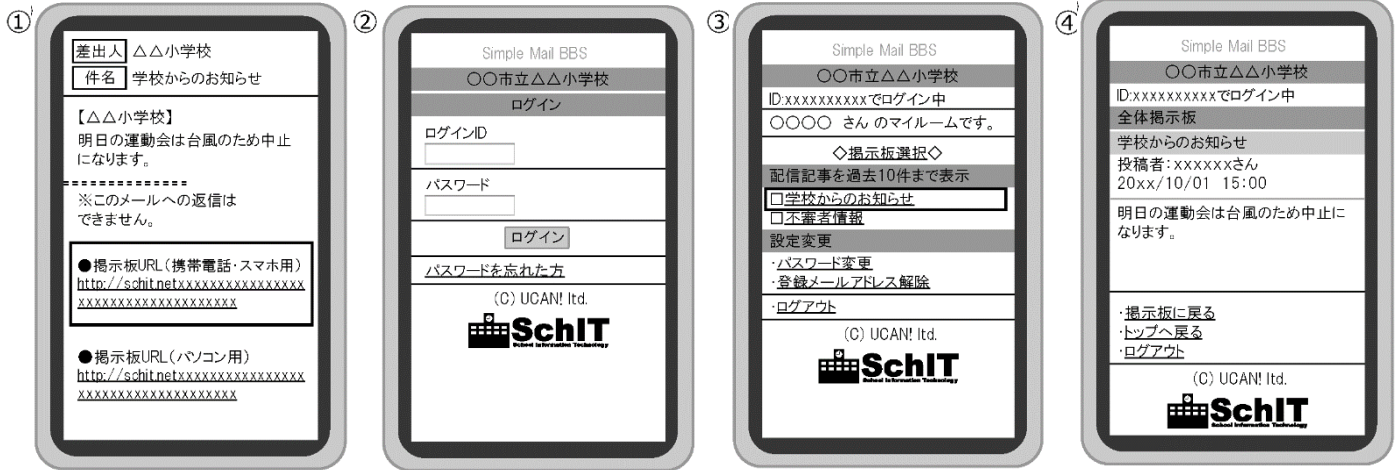 ①
差出人 △△小学校
件名 学校からのお知らせ
【△△小学校】
明日の運動会は台風のため中止
になります。
-------------
※このメールへの返信は
できません。
●掲示板URL(携帯電話・スマホ用)
http://schit.netxxxxxxxxxxxxxxxx
xxxxxxxxxxxxxxxxxxxx
●掲示板URL(パソコン用)
http://schit.netxxxxxxxxxxxxxxxx
xxxxxxxxxxxxxxxxxxxx
②
Simple Mail BBS
〇〇市立△△小学校
ログイン
ログインID
パスワード
ログイン
パスワードを忘れた方
(C) UCAN! ltd.
SchIT
School Information Technology
③
Simple Mail BBS
〇〇市立△△小学校
ID:xxxxxxxxxxでログイン中
〇〇〇〇 さん のマイルームです。
◇掲示板選択◇
配信記事を過去10件まで表示
□学校からのお知らせ
□不審者情報
設定変更
・パスワード変更
・登録メールアドレス解除
・ログアウト
(C) UCAN! ltd.
SchIT
School Information Technology
④
Simple Mail BBS
〇〇市立△△小学校
ID:xxxxxxxxxxでログイン中
全体掲示板
学校からのお知らせ
投稿者:xxxxxxさん
20xx/10/01 15:00
明日の運動会は台風のため中止に
なります。
・掲示板に戻る
・トップへ戻る
・ログアウト
(C) UCAN! ltd.
SchIT
School Information Technology